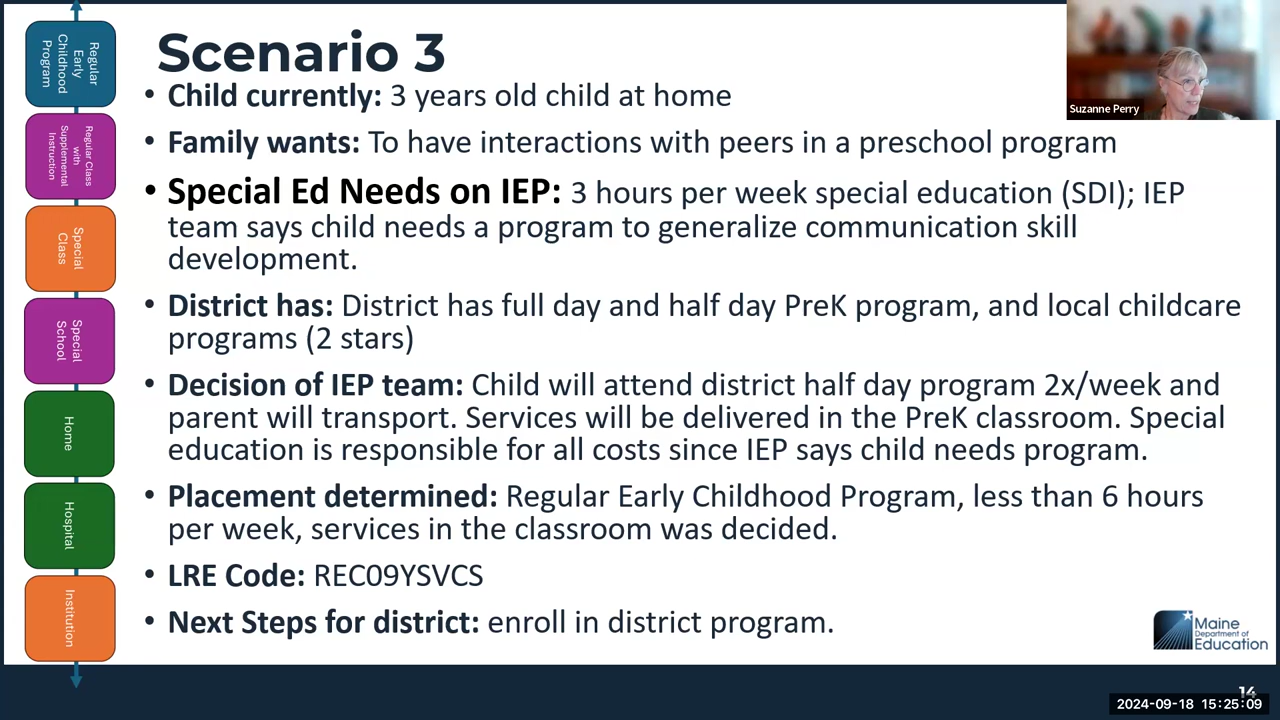 Scenario 3
• Child currently: 3 years old child at home
• Family wants: To have interactions with peers in a preschool program
• Special Ed Needs on IEP: 3 hours per week special education (SDI); IEP
team says child needs a program to generalize communication skill
development.
• District has: District has full day and half day PreK program, and local childcare
programs (2 stars)
• Decision of IEP team: Child will attend district half day program 2x/week and
parent will transport. Services will be delivered in the PreK classroom. Special
education is responsible for all costs since IEP says child needs program.
• Placement determined: Regular Early Childhood Program, less than 6 hours
per week, services in the classroom was decided.
• LRE Code: REC09YSVCS
• Next Steps for district: enroll in district program.
Regular
Early
Childhood
Program
Regular Class
with
Supplemental
Instruction
Special
Class
Special
School
Home
Hospital
Institution
Suzanne Perry
Maine
Department of
Education
14
2024-09-18 15:25:09